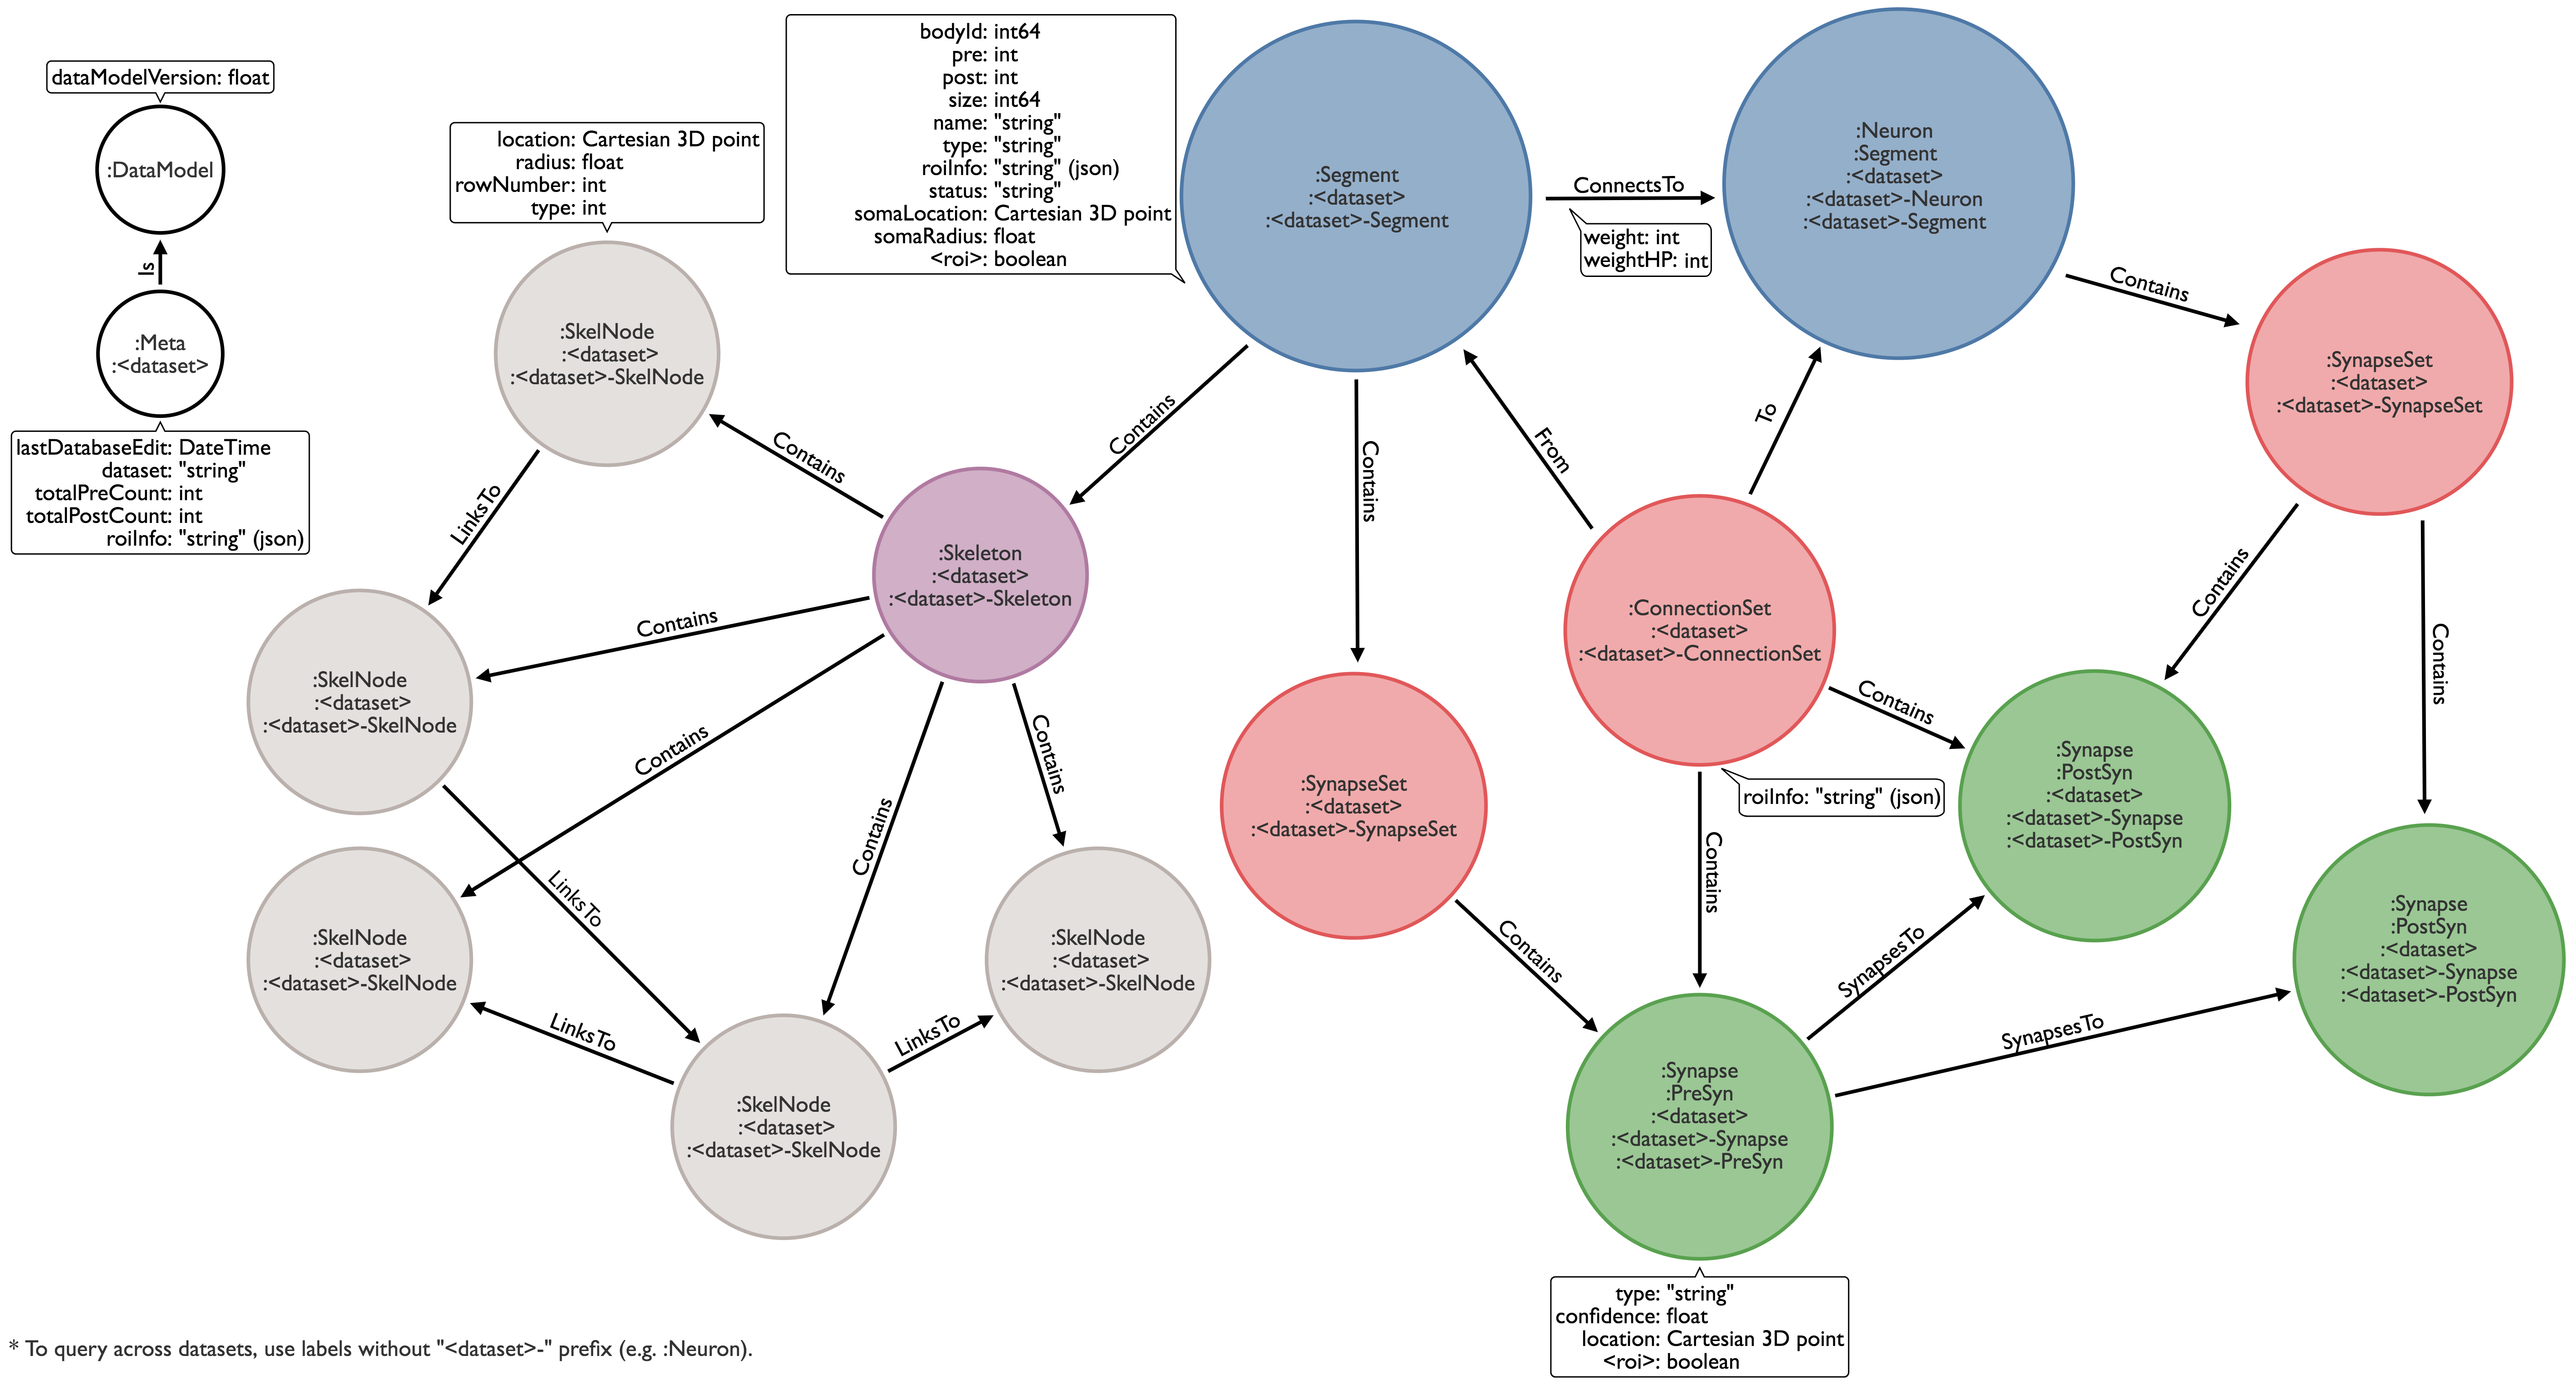 dataModelVersion: float
:DataModel
Is
:Meta
:<dataset>
lastDatabaseEdit: DateTime
dataset: "string"
totalPreCount: int
totalPostCount: int
roiInfo: "string" (json)
location: Cartesian 3D point
radius: float
rowNumber: int
type: int
:SkelNode
:<dataset>
:<dataset>-SkelNode
bodyId: int64
pre: int
post: int
size: int64
name: "string"
type: "string"
roiInfo: "string" (json)
status: "string"
somaLocation: Cartesian 3D point
somaRadius: float
<roi>: boolean
:Segment
:<dataset>
:<dataset>-Segment
ConnectsTo
weight: int
weightHP: int
:Neuron
:Segment
:<dataset>
:<dataset>-Neuron
:<dataset>-Segment
Contains
:SynapseSet
:<dataset>
:<dataset>-SynapseSet
Contains
Contains
Contains
Contains
From
To
LinksTo
:Skeleton
:<dataset>
:<dataset>-Skeleton
:ConnectionSet
:<dataset>
:<dataset>-ConnectionSet
Contains
Contains
Contains
:SkelNode
:<dataset>
:<dataset>-SkelNode
Contains
Contains
Contains
LinksTo
:SynapseSet
:<dataset>
:<dataset>-SynapseSet
roiInfo: "string" (json)
Contains
:Synapse
:PostSyn
:<dataset>
:<dataset>-Synapse
:<dataset>-PostSyn
:SkelNode
:<dataset>
:<dataset>-SkelNode
LinksTo
:SkelNode
:<dataset>
:<dataset>-SkelNode
LinksTo
:SkelNode
:<dataset>
:<dataset>-SkelNode
Contains
SynapsesTo
SynapsesTo
:Synapse
:PostSyn
:<dataset>
:<dataset>-Synapse
:<dataset>-PostSyn
:Synapse
:PreSyn
:<dataset>
:<dataset>-Synapse
:<dataset>-PreSyn
type: "string"
confidence: float
location: Cartesian 3D point
<roi>: boolean
* To query across datasets, use labels without "<dataset>-" prefix (e.g. :Neuron).